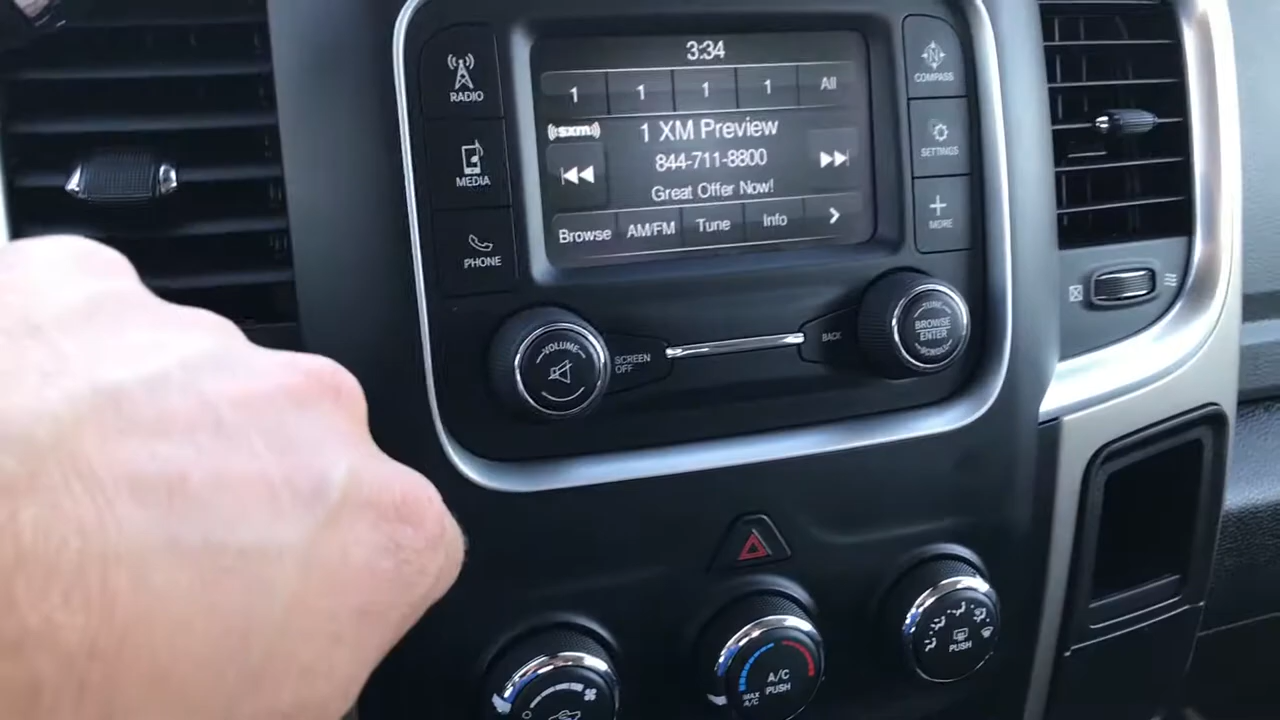 3:34
1 1 1 1 All
sxm 1 XM Preview
844-711-8800
Great Offer Now!
Browse AM/FM Tune Info
RADIO
MEDIA
PHONE
N
COMPASS
SETTINGS
MORE
VOLUME
SCREEN
OFF
BACK
TUNE
BROWSE
ENTER
SCROLL
A/C
PUSH
MAX
A/C
PUSH